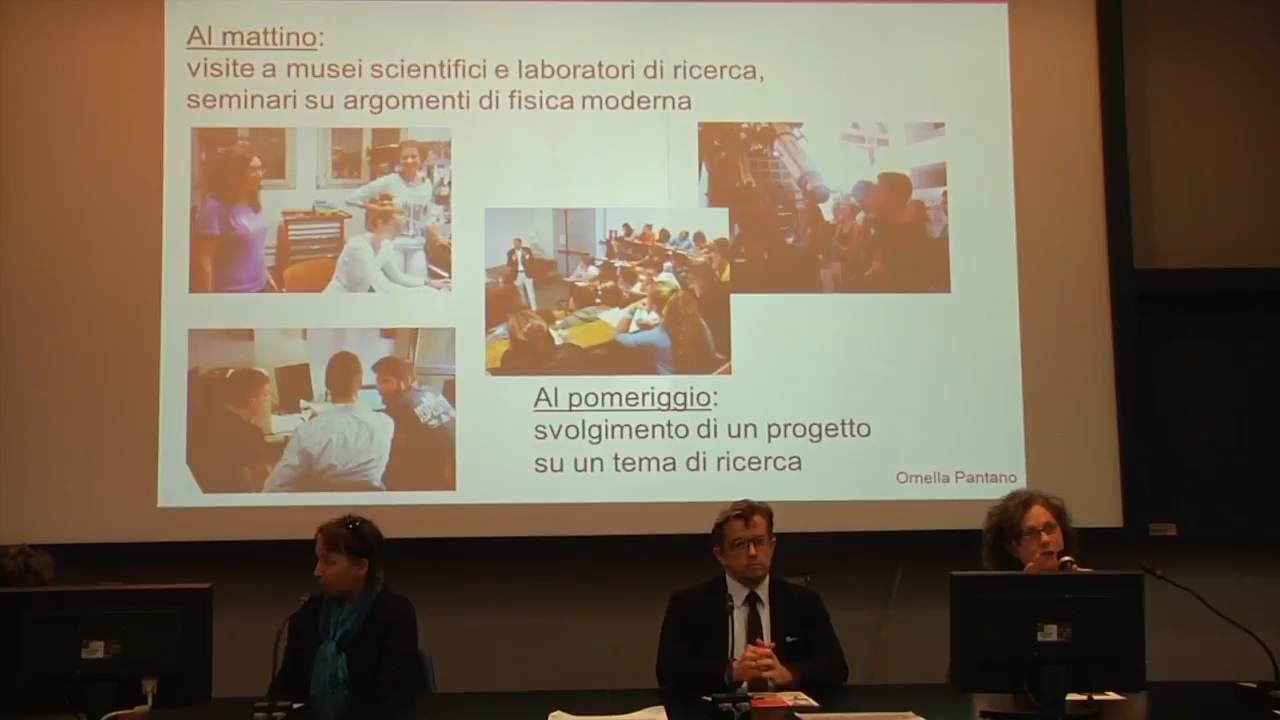 Al mattino:
visite a musei scientifici e laboratori di ricerca,
seminari su argomenti di fisica moderna
Al pomeriggio:
svolgimento di un progetto
su un tema di ricerca
Ornella Pantano